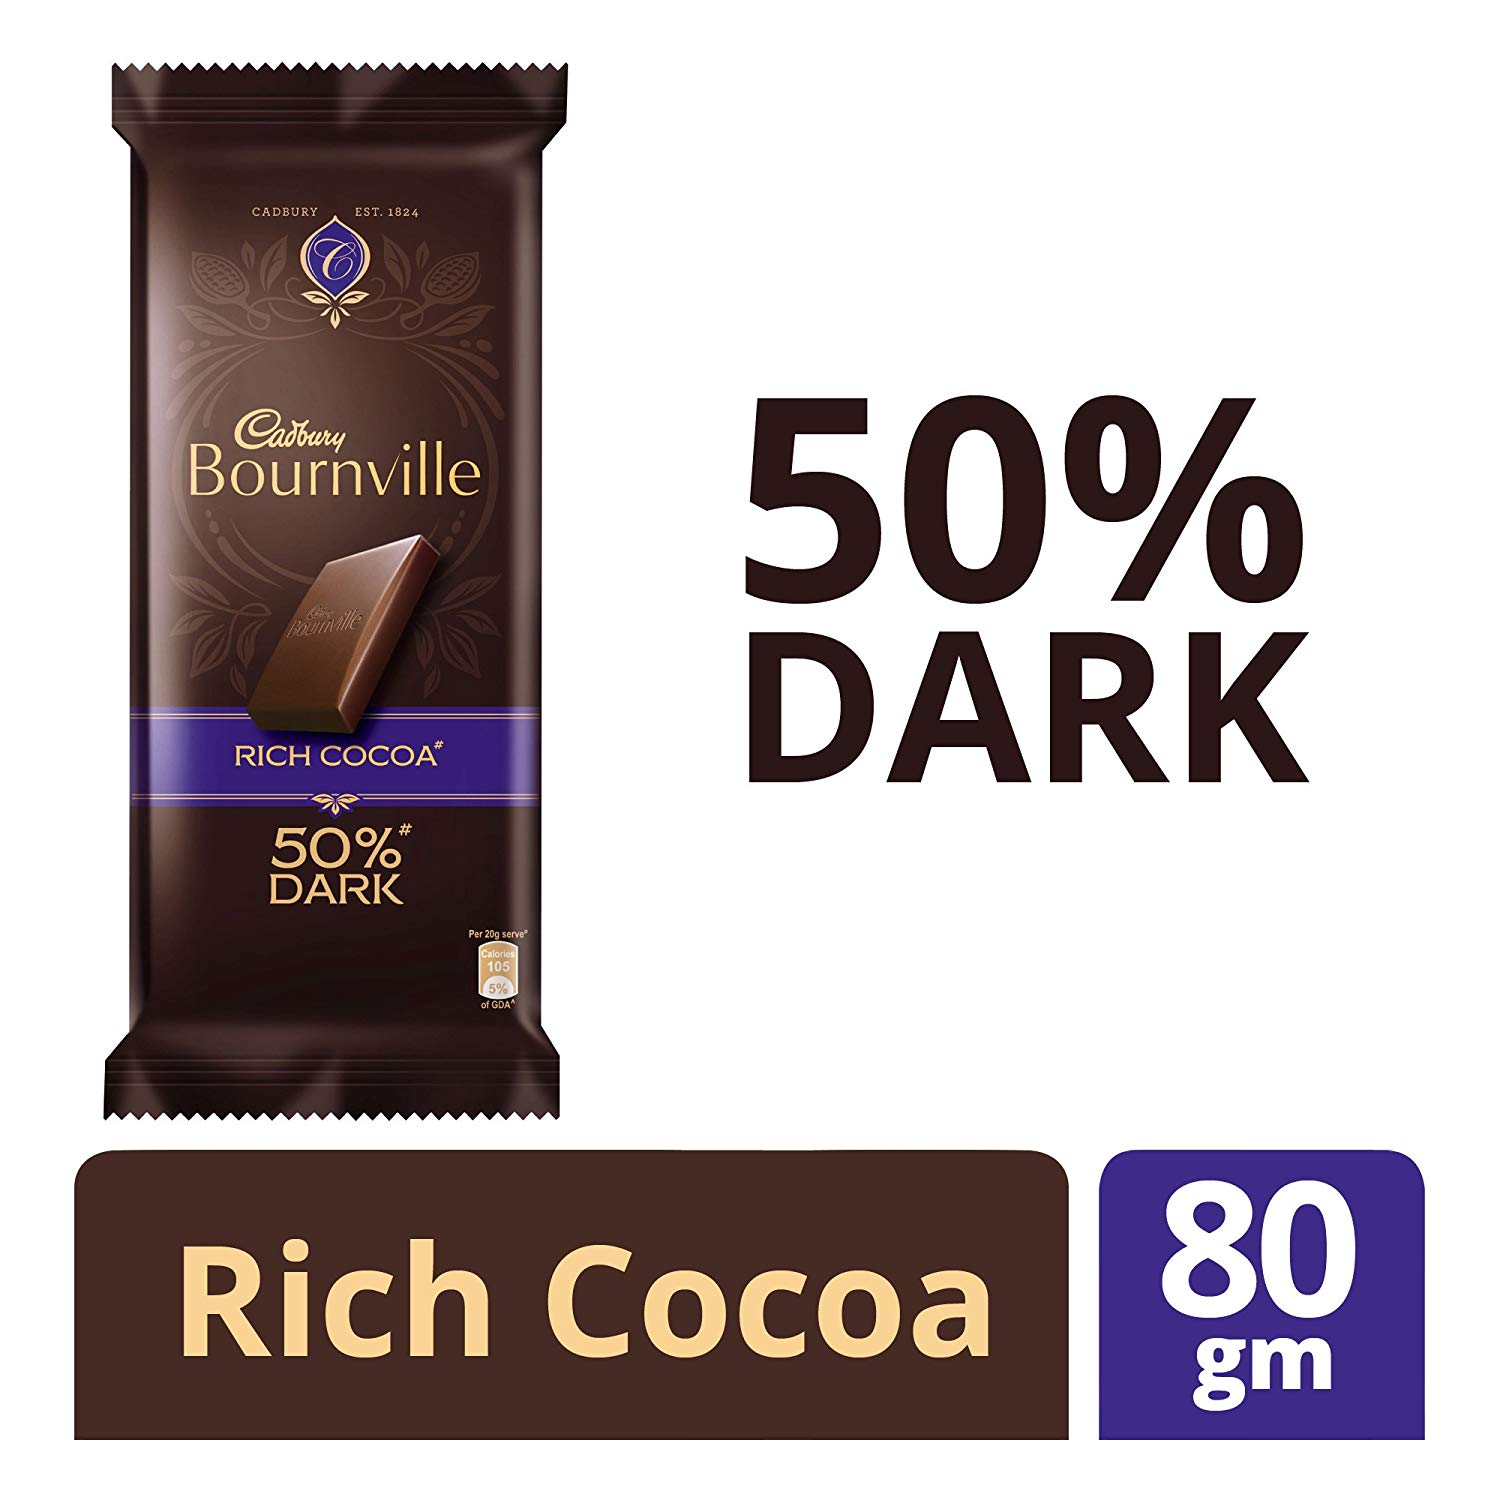 CADBURY EST. 1824
C
Cadbury
Bournville
Cadbury
Bournville
RICH COCOA#
50%#
DARK
Per 20g serve*
Calories
105
5%
of GDA^
50%
DARK
Rich Cocoa
80
gm